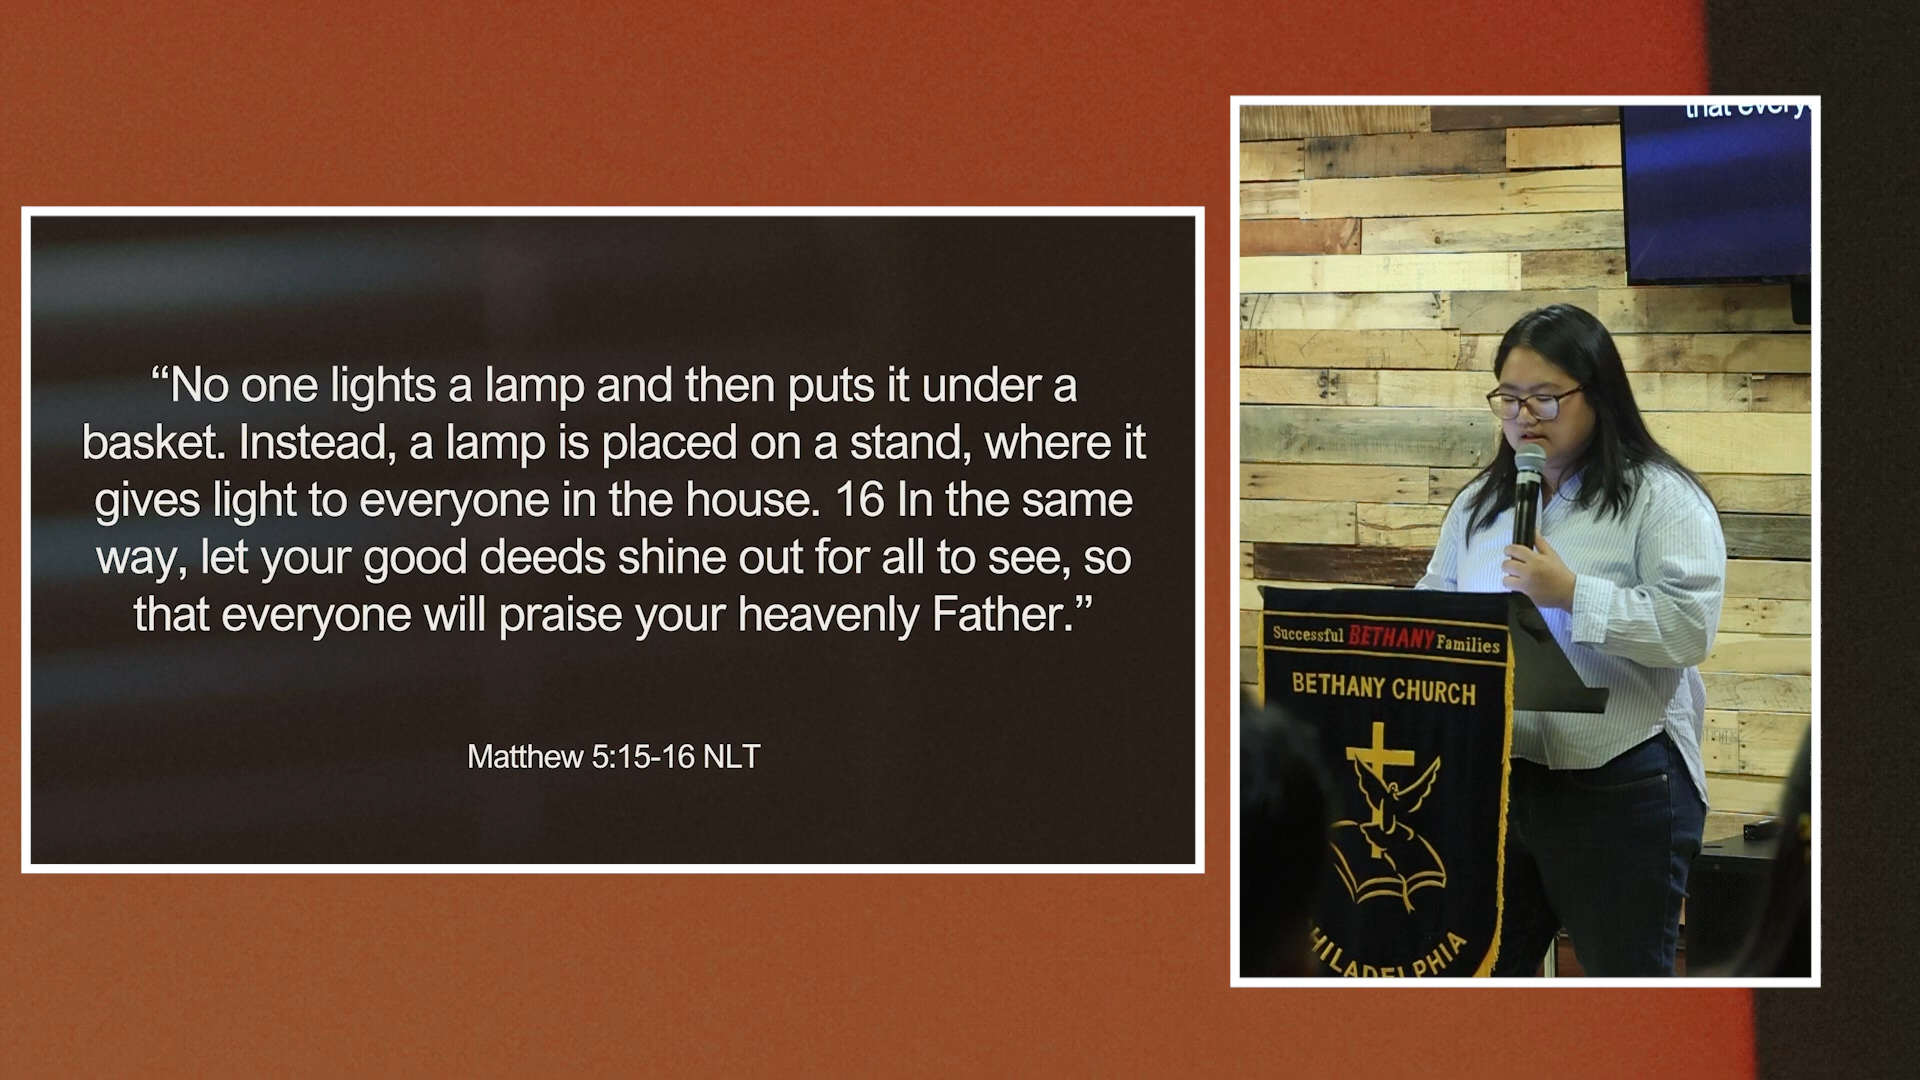 “No one lights a lamp and then puts it under a
basket. Instead, a lamp is placed on a stand, where it
gives light to everyone in the house. 16 In the same
way, let your good deeds shine out for all to see, so
that everyone will praise your heavenly Father.”
Matthew 5:15-16 NLT
that every
Successful BETHANY Families
BETHANY CHURCH
HILADELPHIA